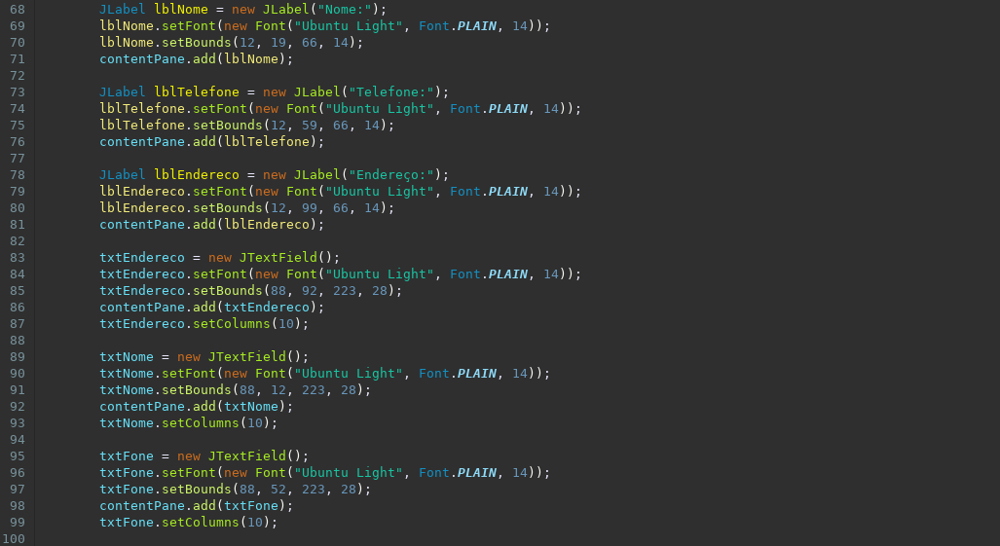 68 JLabel lblNome = new JLabel("Nome:");
69 lblNome.setFont(new Font("Ubuntu Light", Font.PLAIN, 14));
70 lblNome.setBounds(12, 19, 66, 14);
71 contentPane.add(lblNome);
72
73 JLabel lblTelefone = new JLabel("Telefone:");
74 lblTelefone.setFont(new Font("Ubuntu Light", Font.PLAIN, 14));
75 lblTelefone.setBounds(12, 59, 66, 14);
76 contentPane.add(lblTelefone);
77
78 JLabel lblEndereco = new JLabel("Endereço:");
79 lblEndereco.setFont(new Font("Ubuntu Light", Font.PLAIN, 14));
80 lblEndereco.setBounds(12, 99, 66, 14);
81 contentPane.add(lblEndereco);
82
83 txtEndereco = new JTextField();
84 txtEndereco.setFont(new Font("Ubuntu Light", Font.PLAIN, 14));
85 txtEndereco.setBounds(88, 92, 223, 28);
86 contentPane.add(txtEndereco);
87 txtEndereco.setColumns(10);
88
89 txtNome = new JTextField();
90 txtNome.setFont(new Font("Ubuntu Light", Font.PLAIN, 14));
91 txtNome.setBounds(88, 12, 223, 28);
92 contentPane.add(txtNome);
93 txtNome.setColumns(10);
94
95 txtFone = new JTextField();
96 txtFone.setFont(new Font("Ubuntu Light", Font.PLAIN, 14));
97 txtFone.setBounds(88, 52, 223, 28);
98 contentPane.add(txtFone);
99 txtFone.setColumns(10);
100